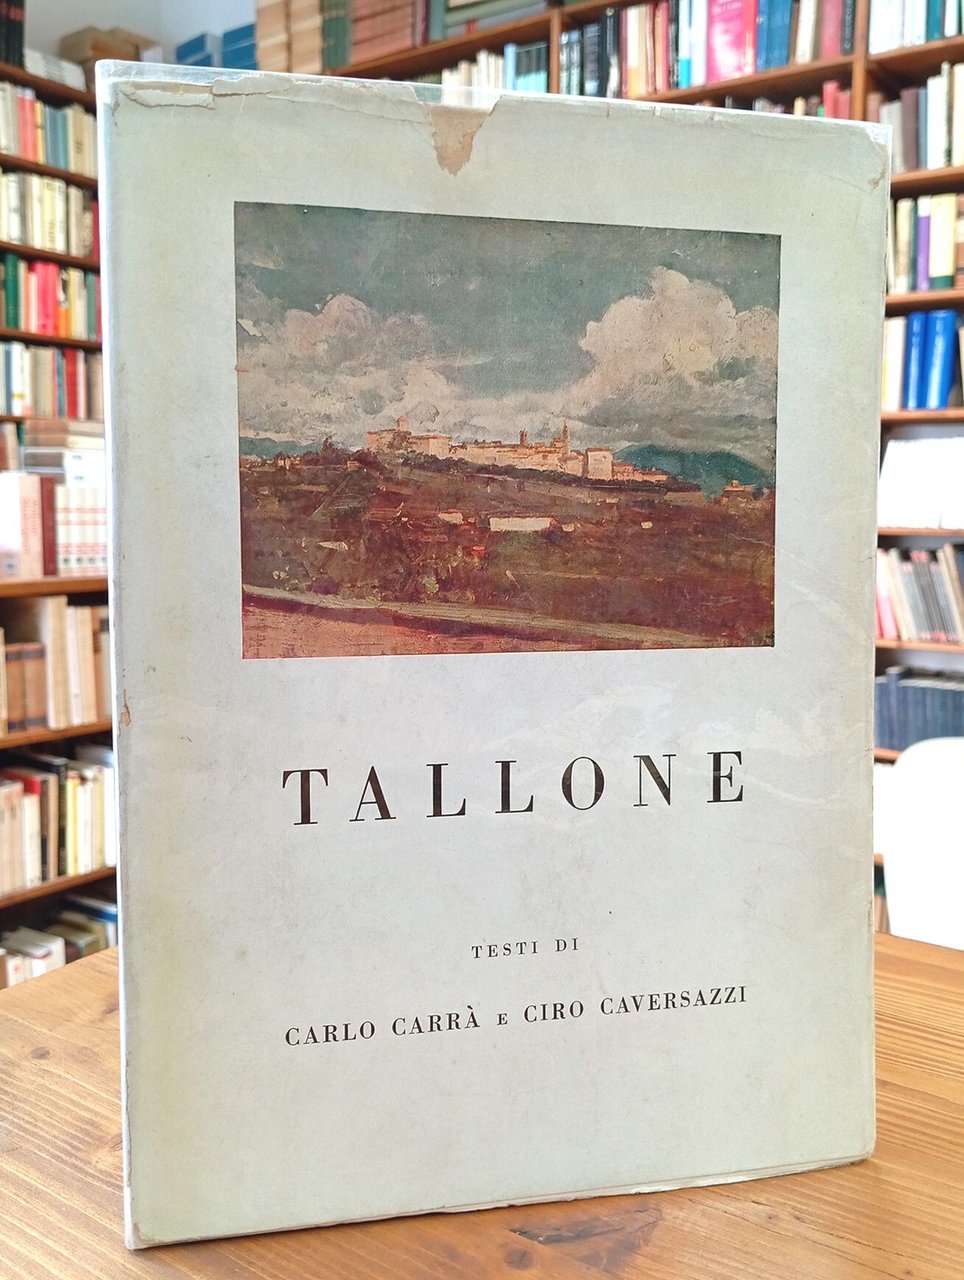 TALLONE
TESTI DI
CARLO CARRÀ E CIRO CAVERSAZZI